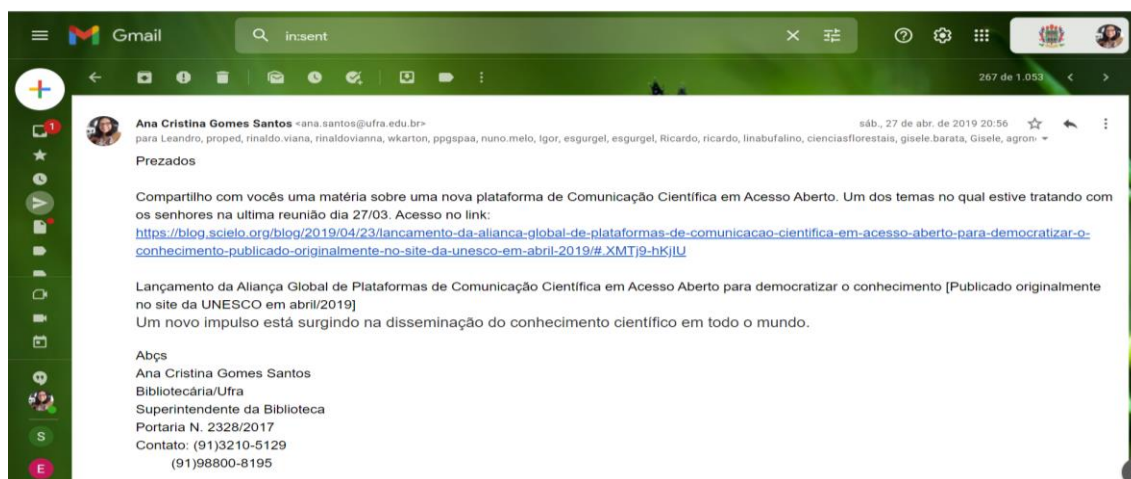 Gmail
in:sent
267 de 1.053
1
Ana Cristina Gomes Santos <ana.santos@ufra.edu.br>
sáb., 27 de abr. de 2019 20:56
para Leandro, proped, rinaldo.viana, rinaldovianna, wkarton, ppgspaa, nuno.melo, Igor, esgurgel, esgurgel, Ricardo, ricardo, linabufalino, cienciasflorestais, gisele.barata, Gisele, agron
Prezados
Compartilho com vocês uma matéria sobre uma nova plataforma de Comunicação Científica em Acesso Aberto. Um dos temas no qual estive tratando com
os senhores na ultima reunião dia 27/03. Acesso no link:
https://blog.scielo.org/blog/2019/04/23/lancamento-da-alianca-global-de-plataformas-de-comunicacao-cientifica-em-acesso-aberto-para-democratizar-o-
conhecimento-publicado-originalmente-no-site-da-unesco-em-abril-2019/#.XMTj9-hKjIU
Lançamento da Aliança Global de Plataformas de Comunicação Científica em Acesso Aberto para democratizar o conhecimento [Publicado originalmente
no site da UNESCO em abril/2019]
Um novo impulso está surgindo na disseminação do conhecimento científico em todo o mundo.
Abçs
Ana Cristina Gomes Santos
Bibliotecária/Ufra
Superintendente da Biblioteca
Portaria N. 2328/2017
Contato: (91)3210-5129
(91)98800-8195
S
E